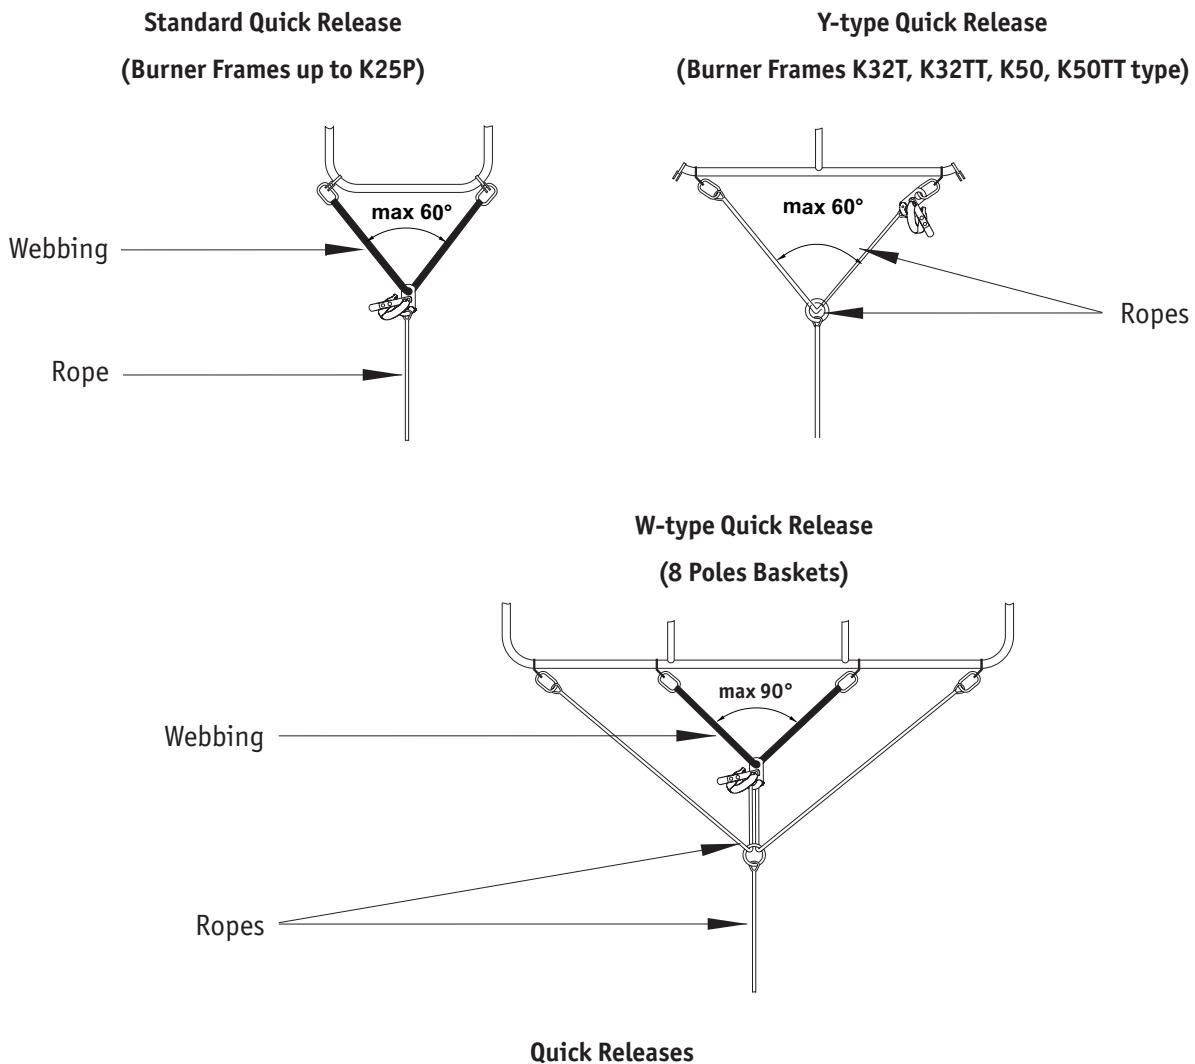 Standard Quick Release
(Burner Frames up to K25P)
max 60°
Webbing
Rope
Y-type Quick Release
(Burner Frames K32T, K32TT, K50, K50TT type)
max 60°
Ropes
W-type Quick Release
(8 Poles Baskets)
max 90°
Webbing
Ropes
Quick Releases